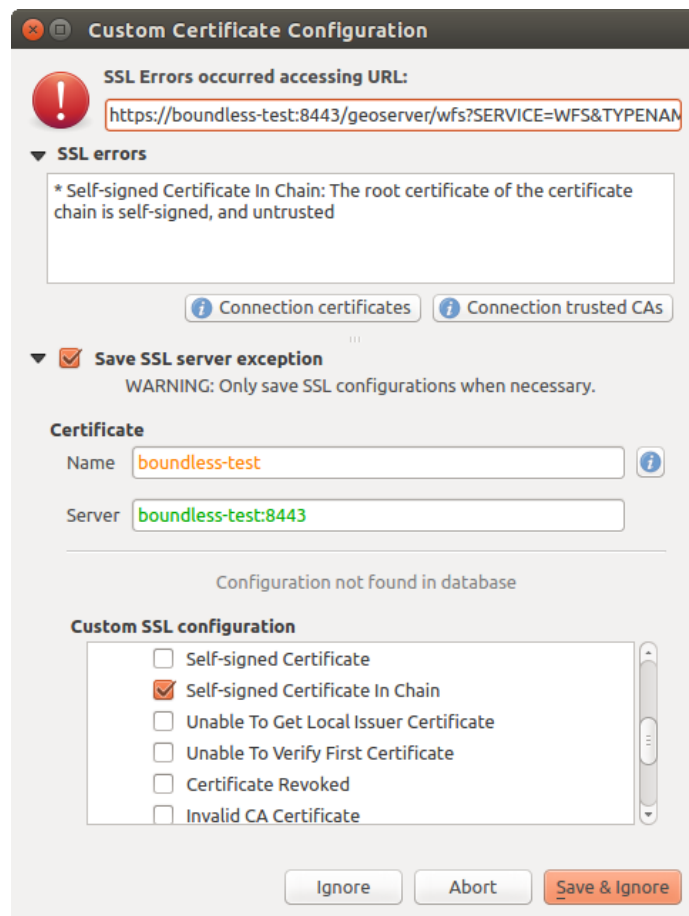 Custom Certificate Configuration
SSL Errors occurred accessing URL:
https://boundless-test:8443/geoserver/wfs?SERVICE=WFS&TYPENAM
SSL errors
* Self-signed Certificate In Chain: The root certificate of the certificate
chain is self-signed, and untrusted
Connection certificates Connection trusted CAs
Save SSL server exception
WARNING: Only save SSL configurations when necessary.
Certificate
Name boundless-test
Server boundless-test:8443
Configuration not found in database
Custom SSL configuration
Self-signed Certificate
Self-signed Certificate In Chain
Unable To Get Local Issuer Certificate
Unable To Verify First Certificate
Certificate Revoked
Invalid CA Certificate
Ignore Abort Save & Ignore